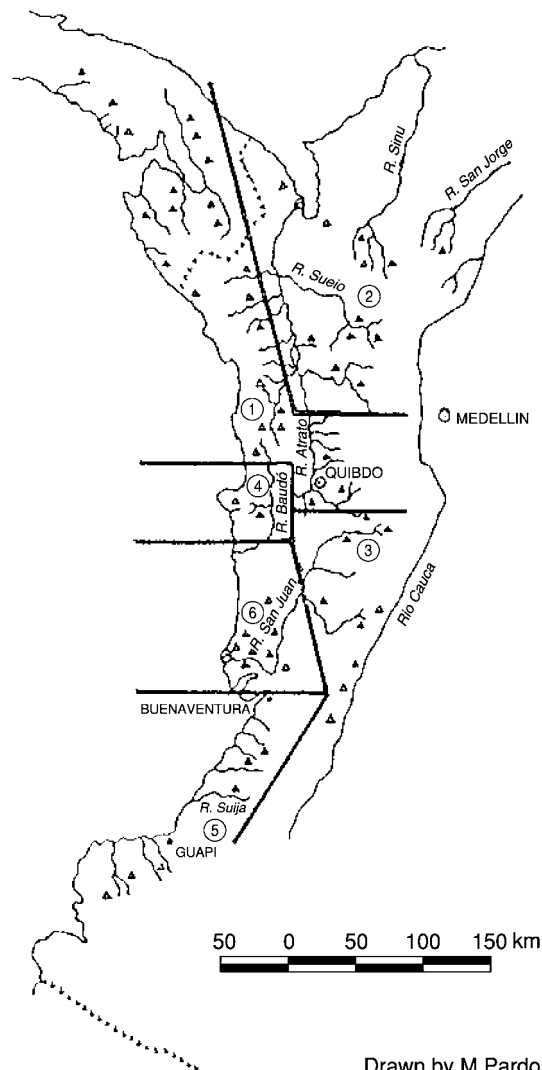 R. Sinu
R. San Jorge
R. Sueio
2
1
MEDELLIN
R. Atrato
QUIBDO
4
R. Baudó
3
Rio Cauca
6
R. San Juan
BUENAVENTURA
R. Suija
5
GUAPI
50 0 50 100 150 km
Drawn by M Pardo